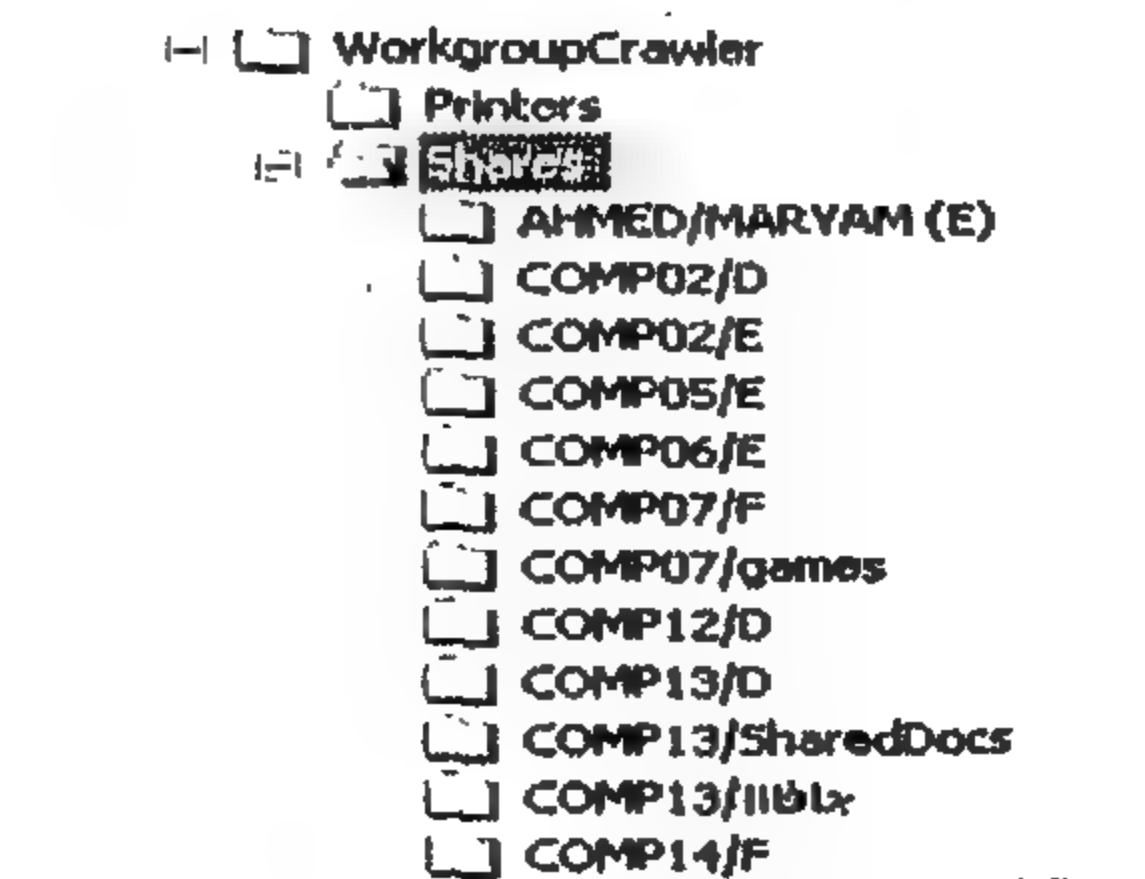 WorkgroupCrawler
Printers
Shares
AHMED/MARYAM (E)
COMP02/D
COMP02/E
COMP05/E
COMP06/E
COMP07/F
COMP07/games
COMP12/D
COMP13/D
COMP13/SharedDocs
COMP14/F